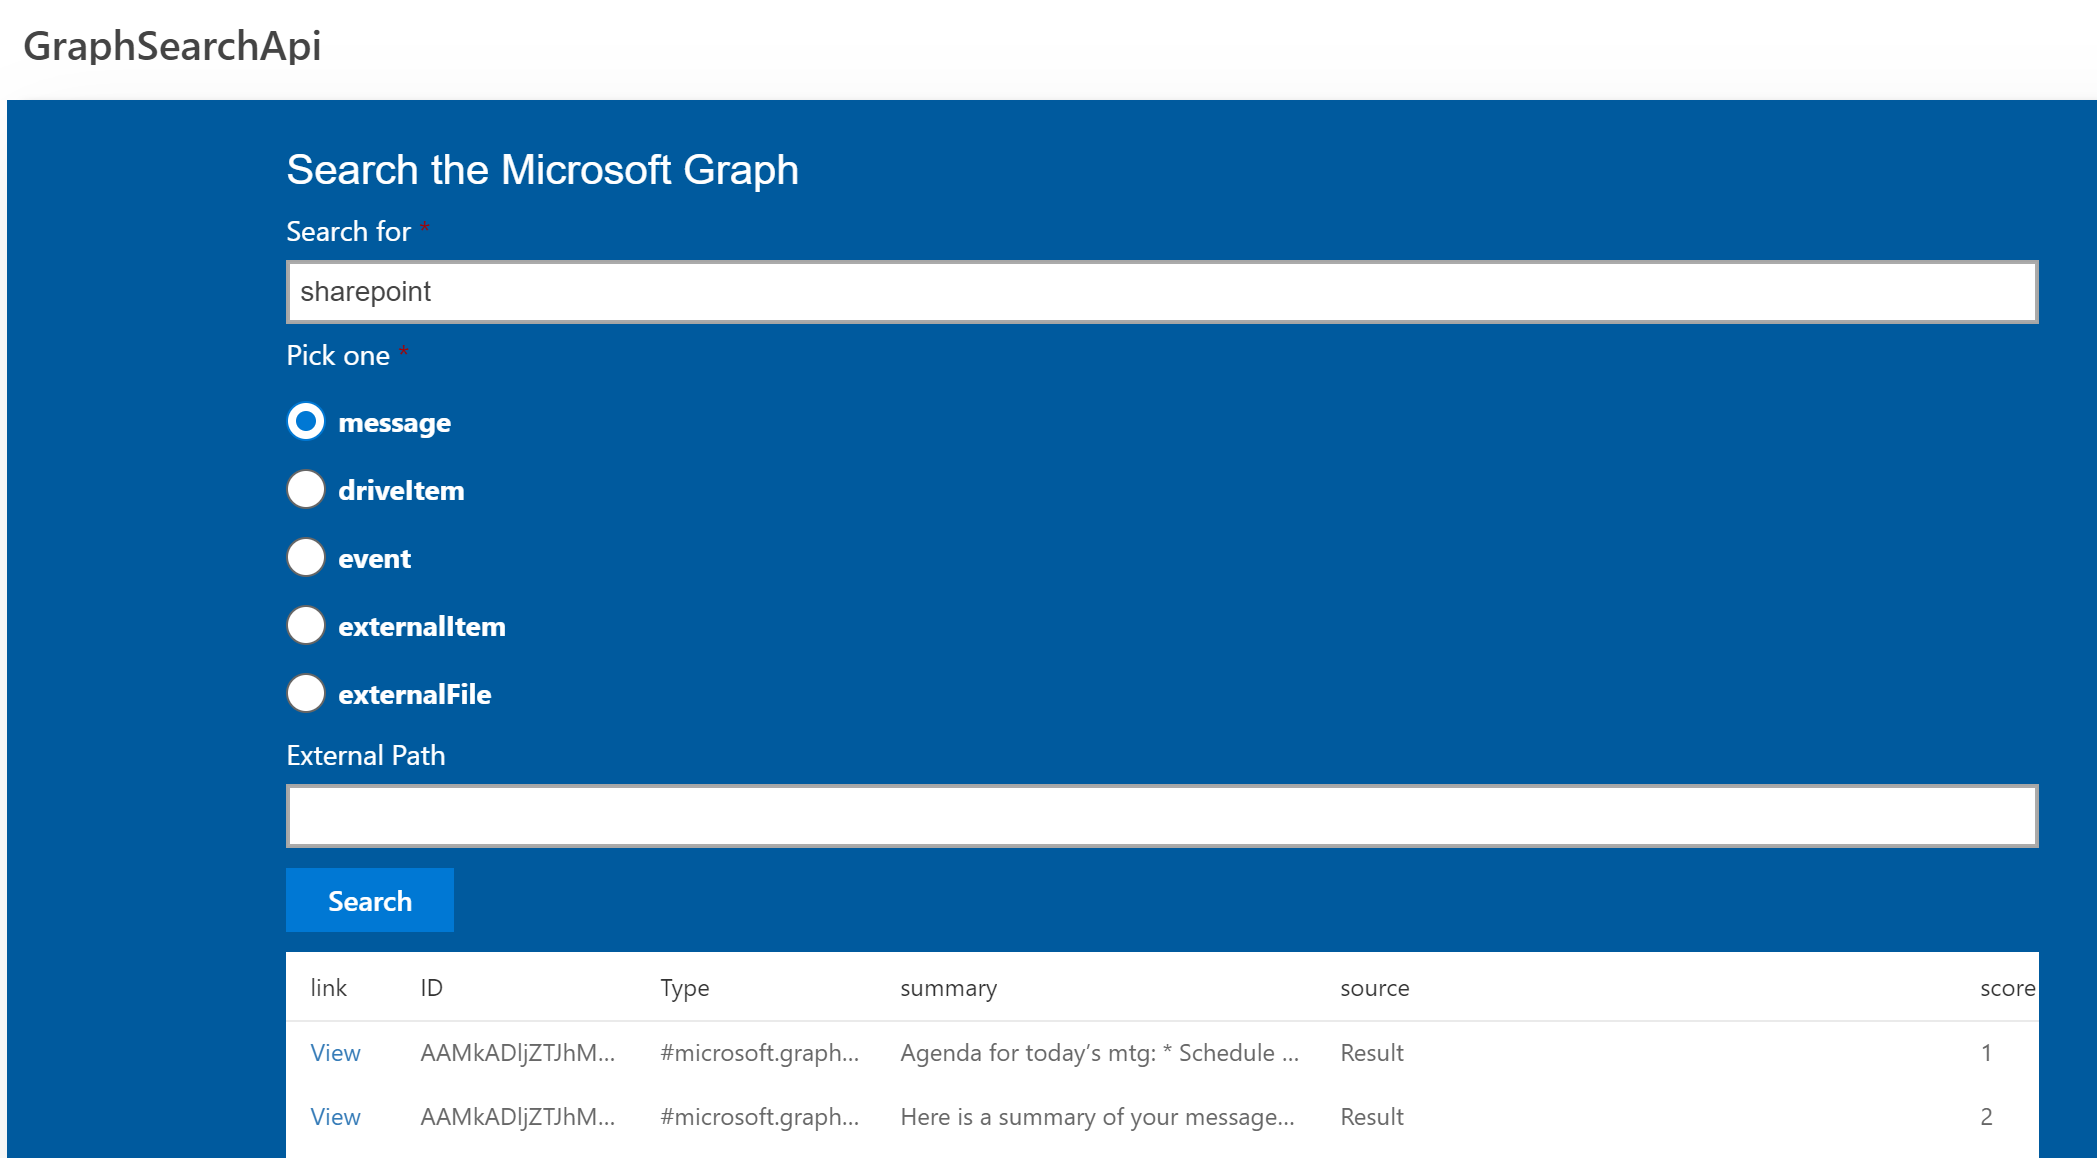 GraphSearchApi
Search the Microsoft Graph
Search for *
sharepoint
Pick one *
message
driveItem
event
externalItem
externalFile
External Path
Search
link ID Type summary source score
View AAMkADljZTJhM... #microsoft.graph... Agenda for today’s mtg: * Schedule ... Result 1
View AAMkADljZTJhM... #microsoft.graph... Here is a summary of your message... Result 2